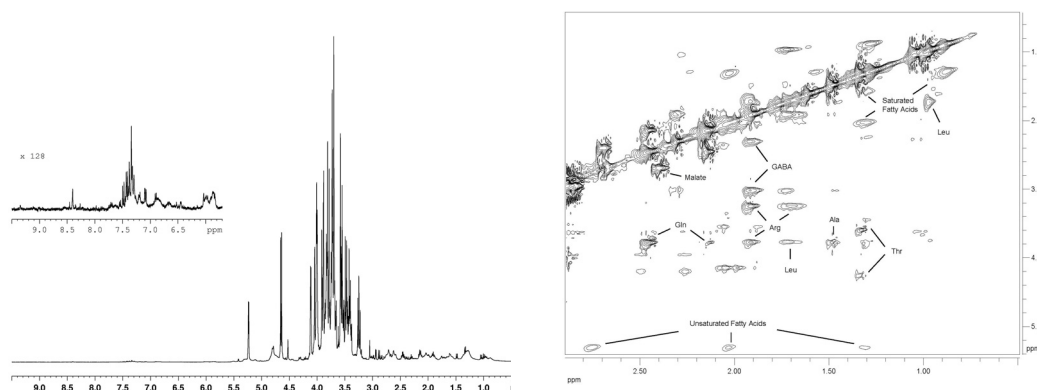 x 128
9.0 8.5 8.0 7.5 7.0 6.5 ppm
9.0 8.5 8.0 7.5 7.0 6.5 6.0 5.5 5.0 4.5 4.0 3.5 3.0 2.5 2.0 1.5 1.0
Saturated
Fatty Acids
Leu
GABA
Malate
Gln
Arg
Ala
Leu
Thr
Unsaturated Fatty Acids
ppm
ppm
2.50
2.00
1.50
1.00